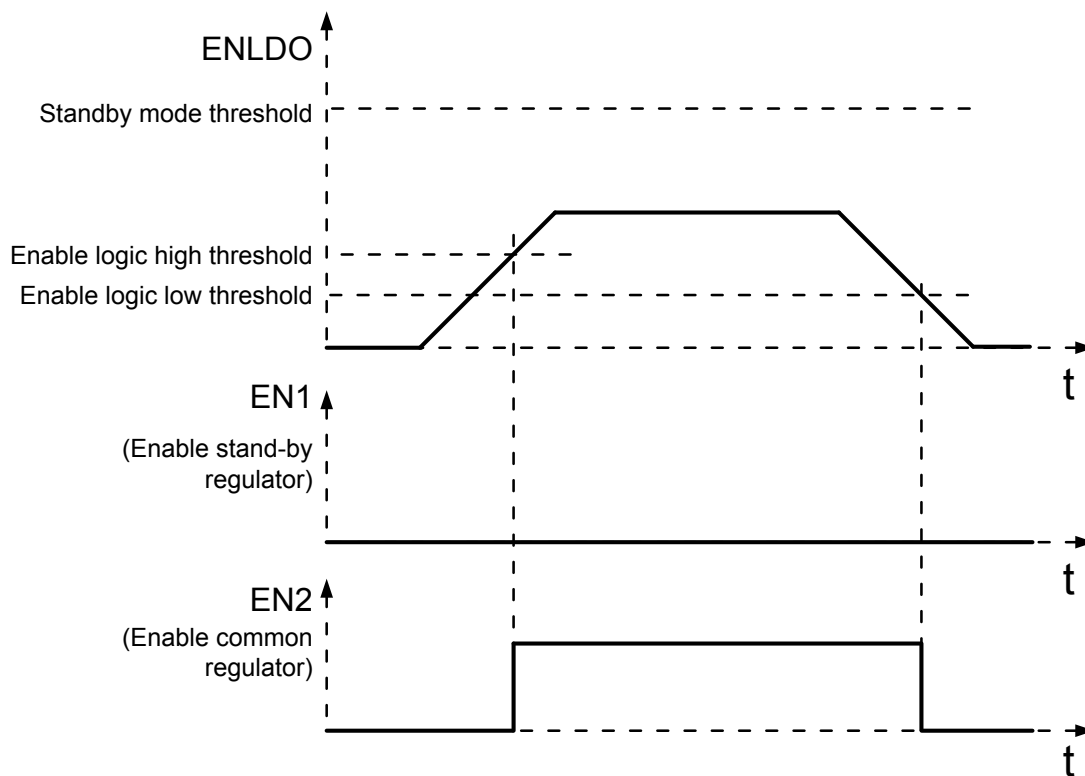 ENLDO
Standby mode threshold
Enable logic high threshold
Enable logic low threshold
t
EN1
(Enable stand-by
regulator)
t
EN2
(Enable common
regulator)
t